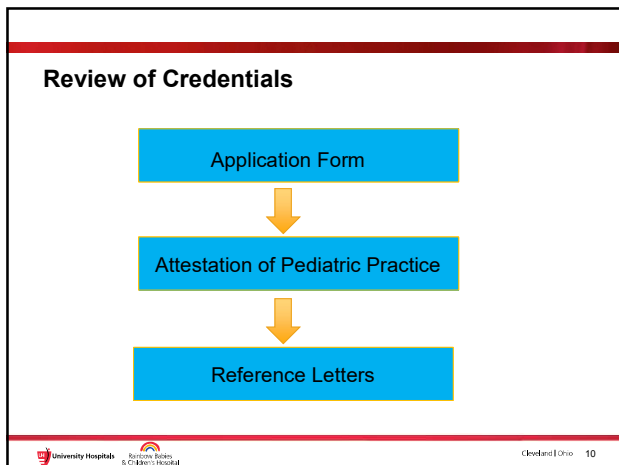 Review of Credentials
Application Form
Attestation of Pediatric Practice
Reference Letters
University Hospitals
Rainbow Babies
& Children's Hospital
Cleveland | Ohio 10